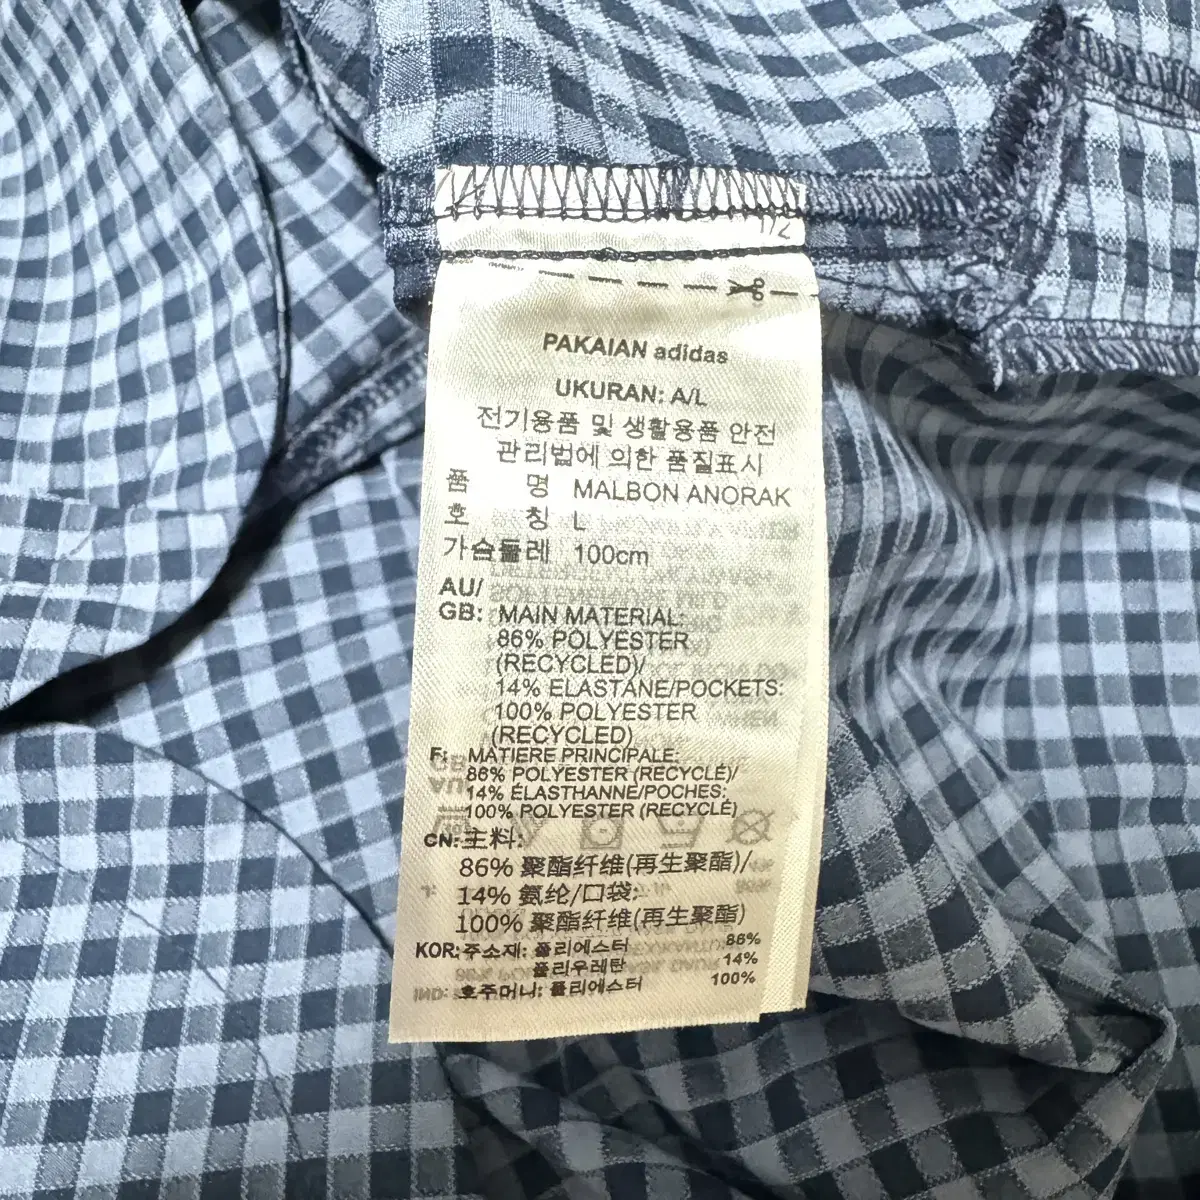 1/2
PAKAIAN adidas
UKURAN: A/L
전기용품 및 생활용품 안전
관리법에 의한 품질표시
품 명 MALBON ANORAK
호 칭 L
가슴둘레 100cm
AU/
GB: MAIN MATERIAL:
86% POLYESTER
(RECYCLED)/
14% ELASTANE/POCKETS:
100% POLYESTER
(RECYCLED)
F: MATIÈRE PRINCIPALE:
86% POLYESTER (RECYCLÉ)/
14% ÉLASTHANNE/POCHES:
100% POLYESTER (RECYCLÉ)
CN: 主料:
86% 聚酯纤维(再生聚酯)/
14% 氨纶/口袋:
100% 聚酯纤维(再生聚酯)
KOR: 주소재: 폴리에스터 86%
폴리우레탄 14%
호주머니: 폴리에스터 100%